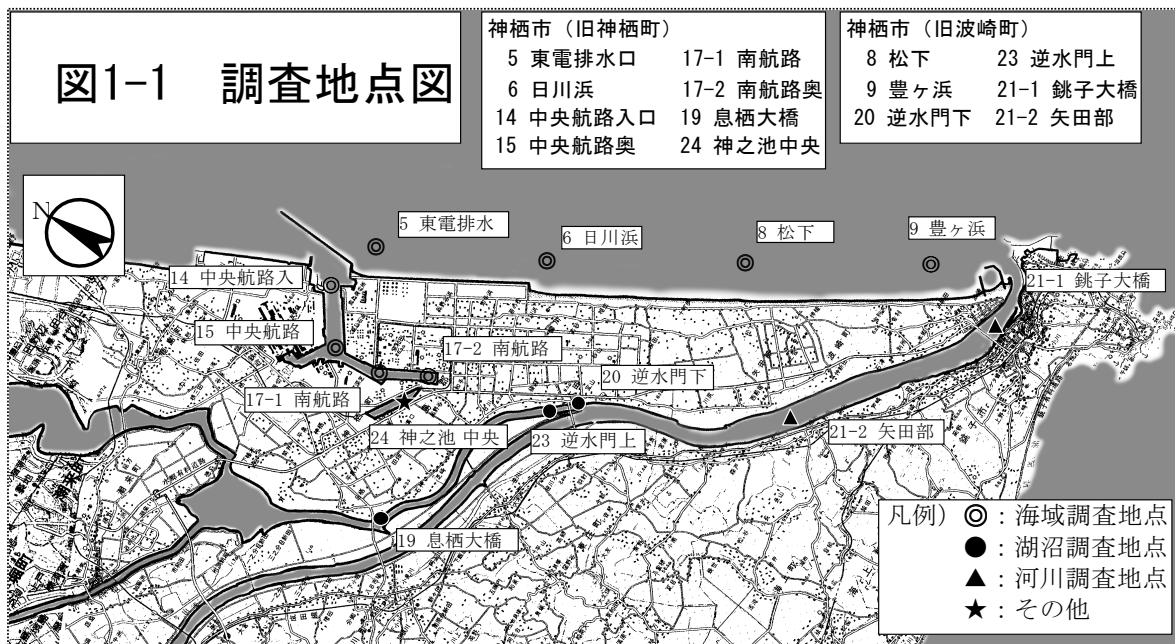 図1-1　調査地点図
神栖市（旧神栖町）
5 東電排水口　17-1 南航路
6 日川浜　17-2 南航路奥
14 中央航路入口　19 息栖大橋
15 中央航路奥　24 神之池中央
神栖市（旧波崎町）
8 松下　23 逆水門上
9 豊ヶ浜　21-1 銚子大橋
20 逆水門下　21-2 矢田部
N
5 東電排水
6 日川浜
8 松下
9 豊ヶ浜
14 中央航路入
21-1 銚子大橋
15 中央航路
17-2 南航路
20 逆水門下
17-1 南航路
24 神之池 中央
23 逆水門上
21-2 矢田部
19 息栖大橋
凡例）◎：海域調査地点
●：湖沼調査地点
▲：河川調査地点
★：その他